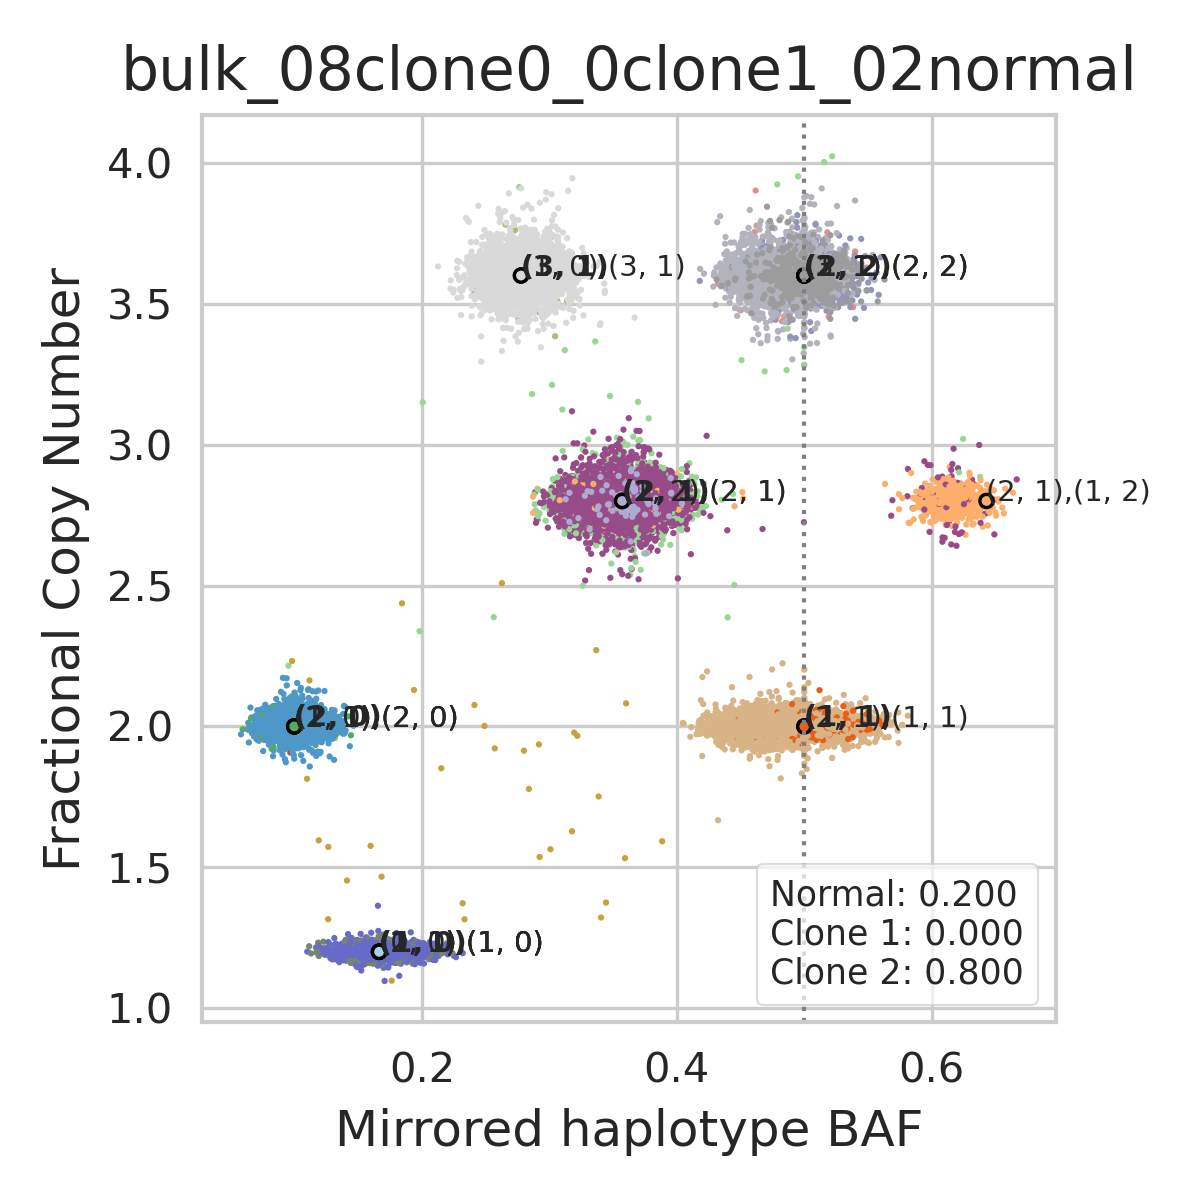 bulk_08clone0_0clone1_02normal
4.0
3.5
3.0
2.5
2.0
1.5
1.0
Fractional Copy Number
(3, 1)
(2, 2)
(2, 1)
(2, 1),(1, 2)
(2, 0)
(1, 1)
(1, 0)
Normal: 0.200
Clone 1: 0.000
Clone 2: 0.800
0.2
0.4
0.6
Mirrored haplotype BAF